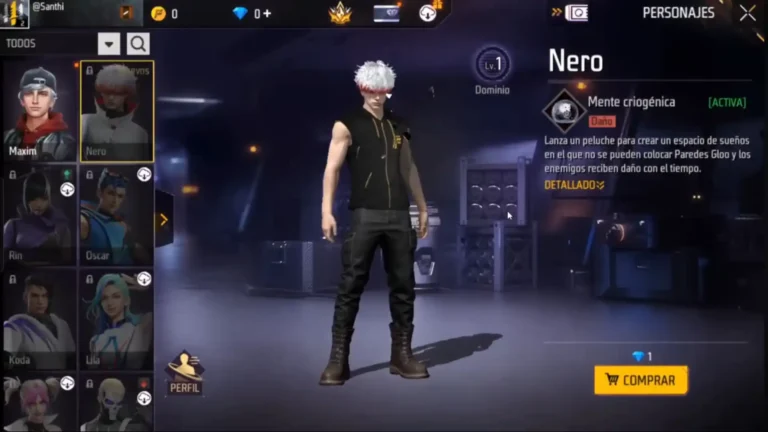 @Santhi
0
0+
PERSONAJES
TODOS
Maxim
Nero
Rin
Oscar
Koda
Lila
PERFIL
Lv.1
Dominio
Nero
Mente criogénica
[ACTIVA]
Daño
Lanza un peluche para crear un espacio de sueños
en el que no se pueden colocar Paredes Gloo y los
enemigos reciben daño con el tiempo.
DETALLADO
1
COMPRAR